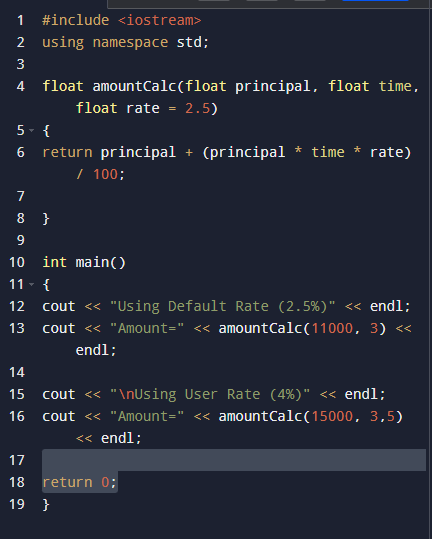 1 #include <iostream>
2 using namespace std;
3
4 float amountCalc(float principal, float time,
float rate = 2.5)
5 {
6 return principal + (principal * time * rate)
/ 100;
7
8 }
9
10 int main()
11 {
12 cout << "Using Default Rate (2.5%)" << endl;
13 cout << "Amount=" << amountCalc(11000, 3) <<
endl;
14
15 cout << "\nUsing User Rate (4%)" << endl;
16 cout << "Amount=" << amountCalc(15000, 3,5)
<< endl;
17
18 return 0;
19 }